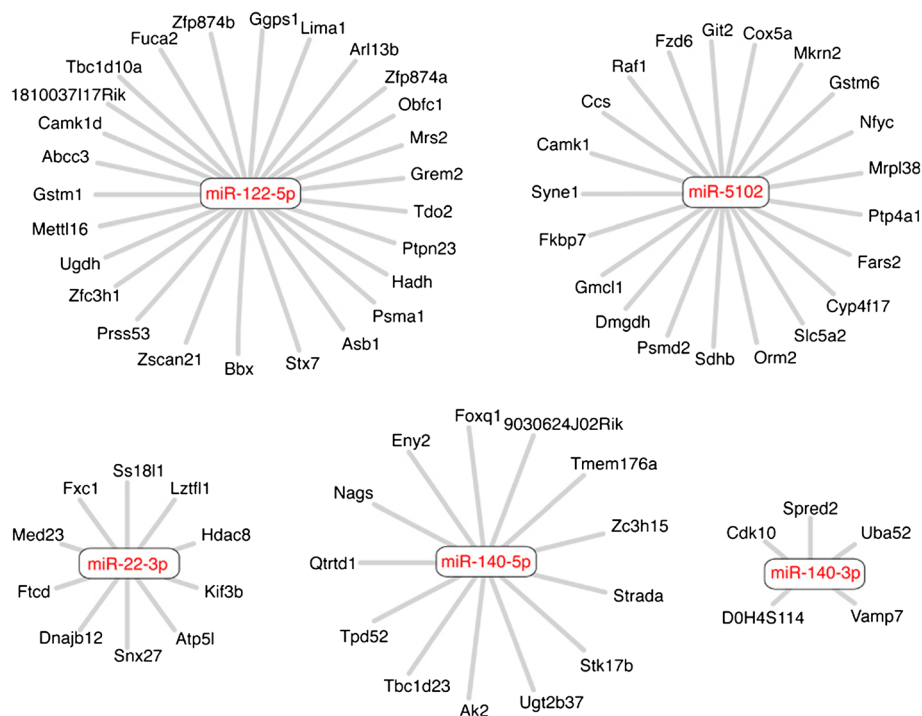 Zfp874b
Ggps1
Fuca2
Lima1
Tbc1d10a
Arl13b
1810037I17Rik
Zfp874a
Camk1d
Obfc1
Abcc3
Mrs2
Gstm1
miR-122-5p
Grem2
Mettl16
Tdo2
Ugdh
Ptpn23
Zfc3h1
Hadh
Prss53
Psma1
Zscan21
Asb1
Bbx
Stx7
Git2
Cox5a
Fzd6
Mkrn2
Raf1
Gstm6
Ccs
Nfyc
Camk1
Mrpl38
Syne1
miR-5102
Ptp4a1
Fkbp7
Fars2
Gmcl1
Cyp4f17
Dmgdh
Slc5a2
Psmd2
Sdhb
Orm2
Ss18l1
Fxc1
Lztfl1
Med23
Hdac8
miR-22-3p
Ftcd
Kif3b
Dnajb12
Atp5l
Snx27
Foxq1
9030624J02Rik
Eny2
Tmem176a
Nags
Zc3h15
Qtrtd1
miR-140-5p
Strada
Tpd52
Stk17b
Tbc1d23
Ugt2b37
Ak2
Spred2
Cdk10
Uba52
miR-140-3p
D0H4S114
Vamp7